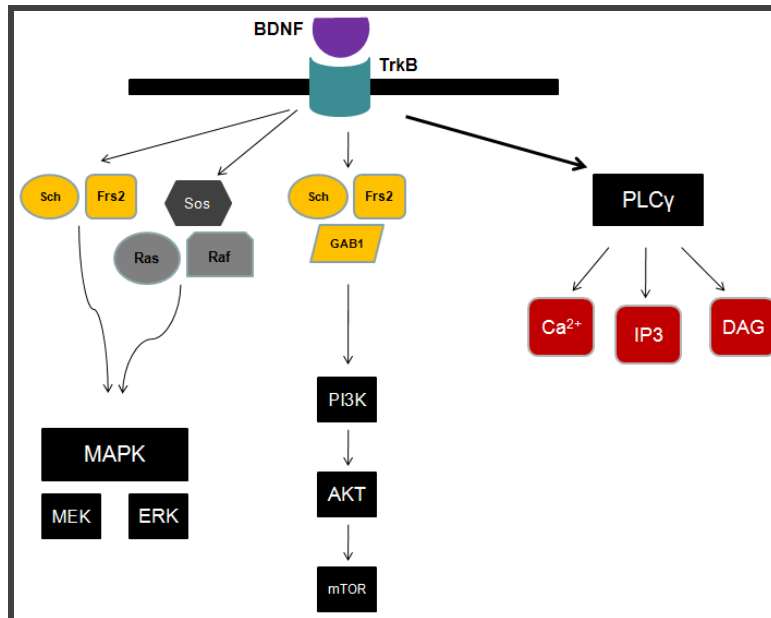 BDNF
TrkB
Sch
Frs2
Sos
Ras
Raf
Sch
Frs2
GAB1
PLCγ
Ca²⁺
IP3
DAG
PI3K
MAPK
MEK
ERK
AKT
mTOR